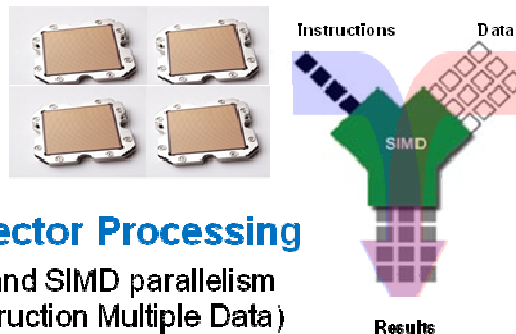 Instructions Data
SIMD
ector Processing
and SIMD parallelism
ruction Multiple Data)
Results